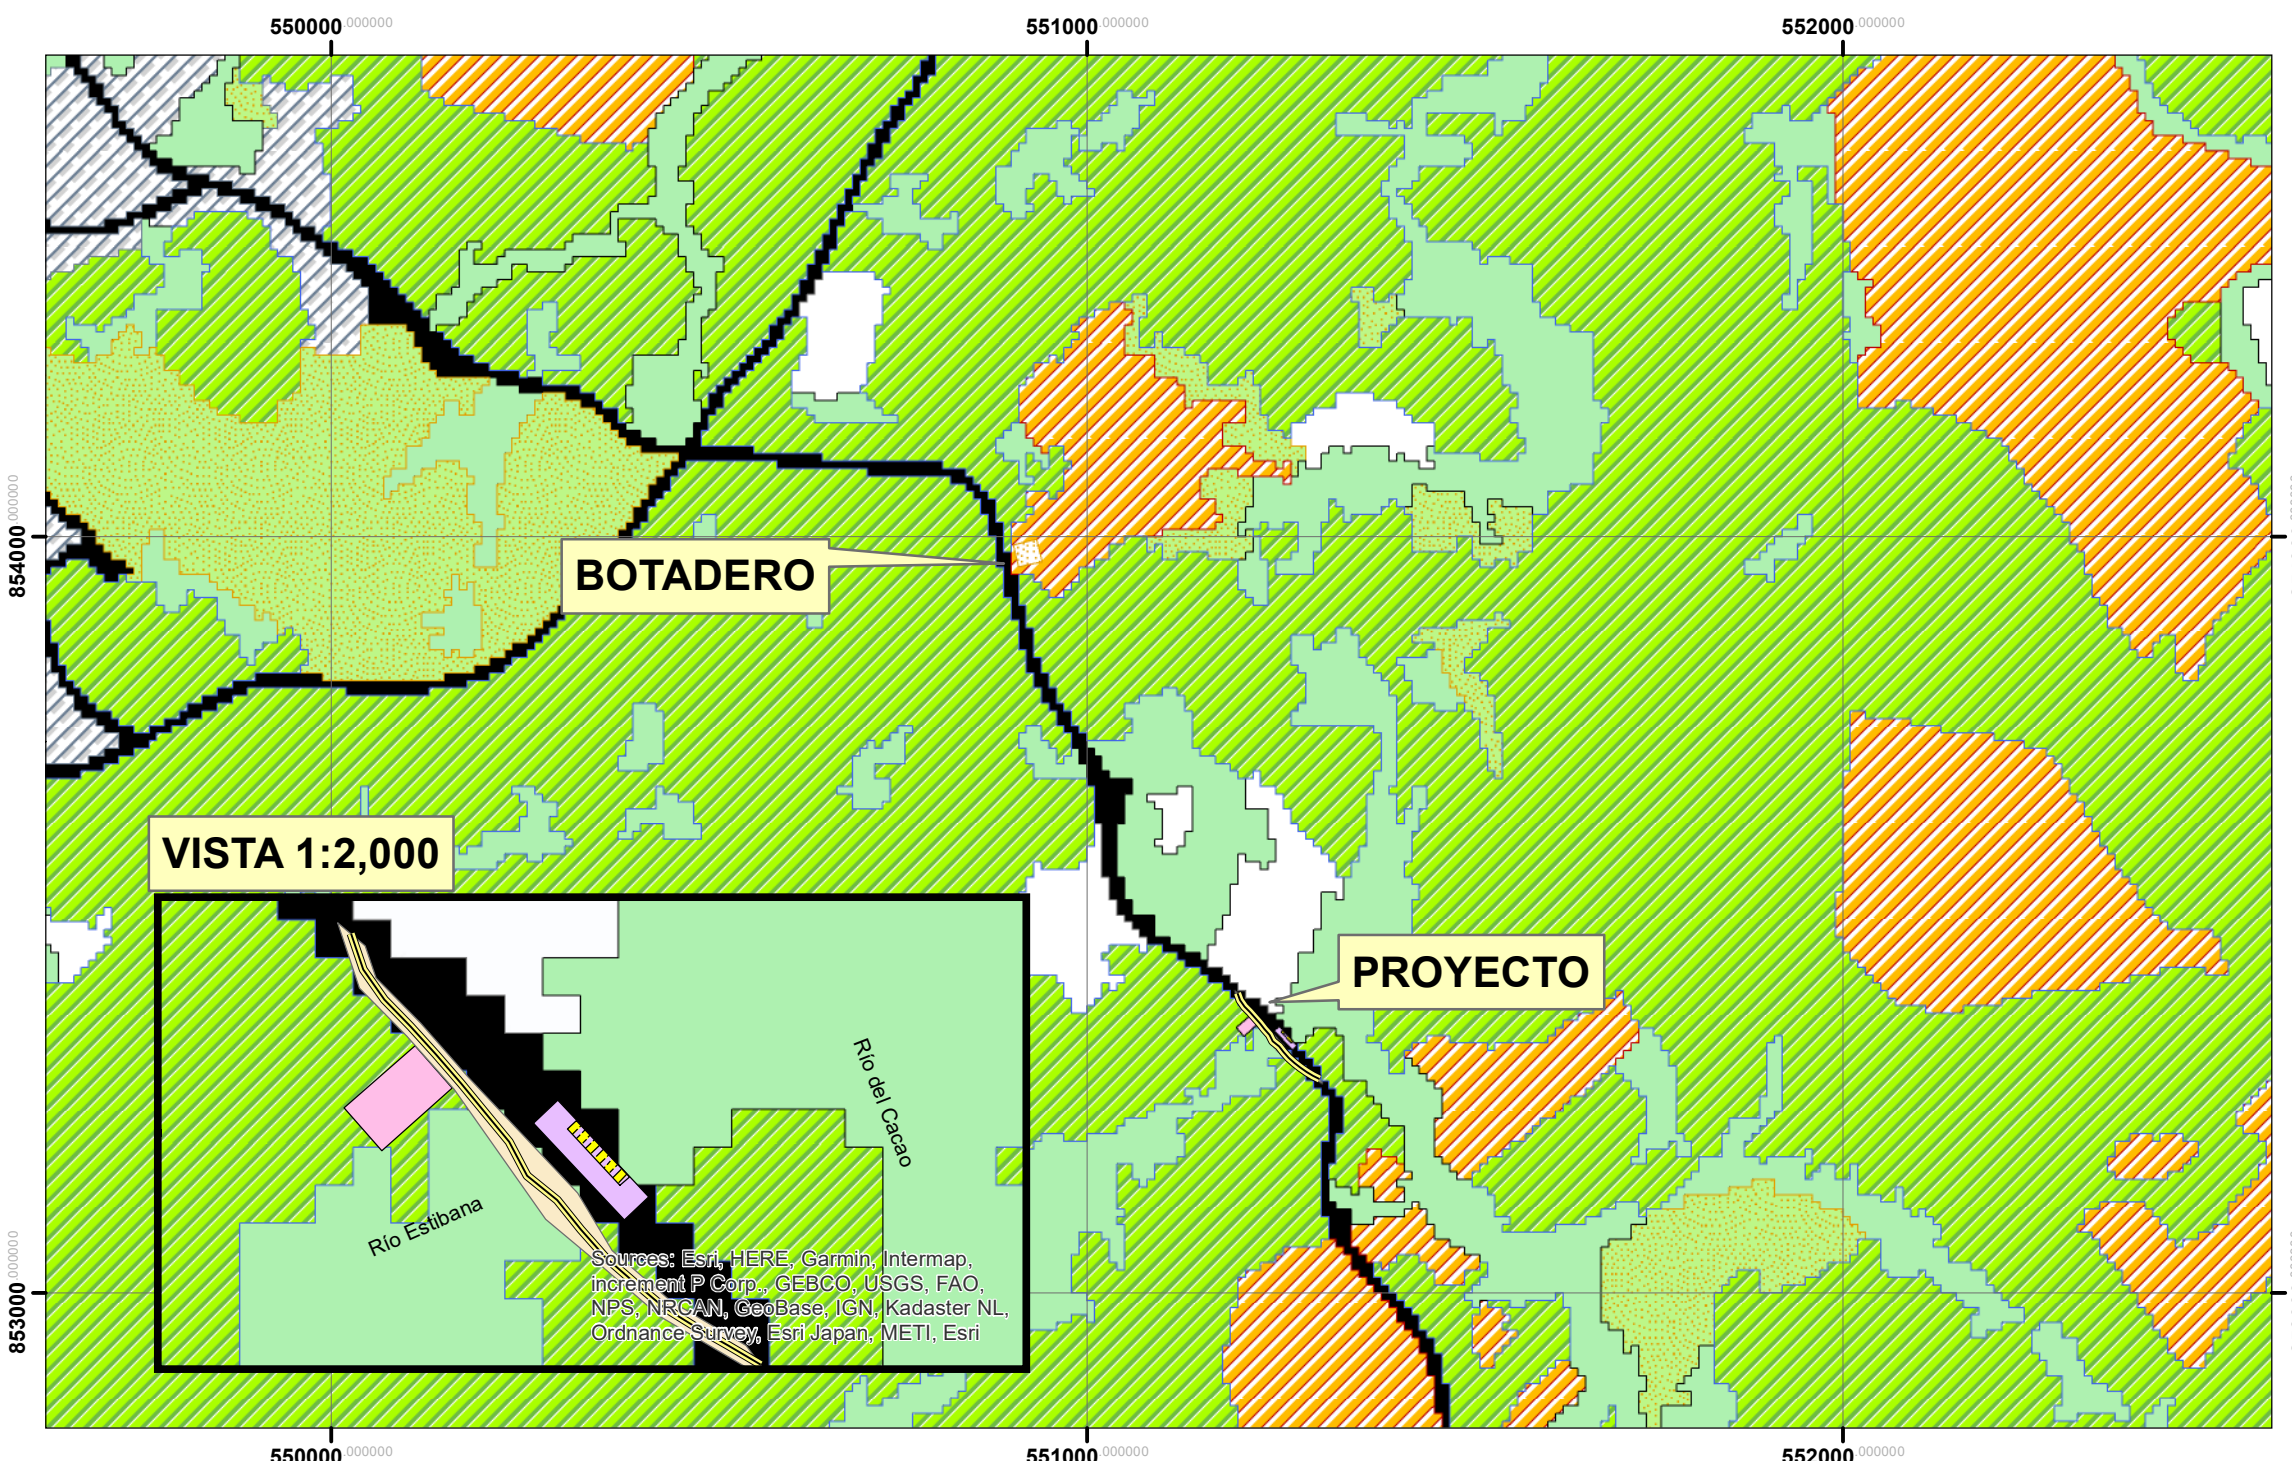 550000.000000
551000.000000
552000.000000
854000.000000
BOTADERO
VISTA 1:2,000
PROYECTO
Río del Cacao
Río Estibana
Sources: Esri, HERE, Garmin, Intermap,
increment P Corp., GEBCO, USGS, FAO,
NPS, NRCAN, GeoBase, IGN, Kadaster NL,
Ordnance Survey, Esri Japan, METI, Esri
853000.000000
550000.000000
551000.000000
552000.000000